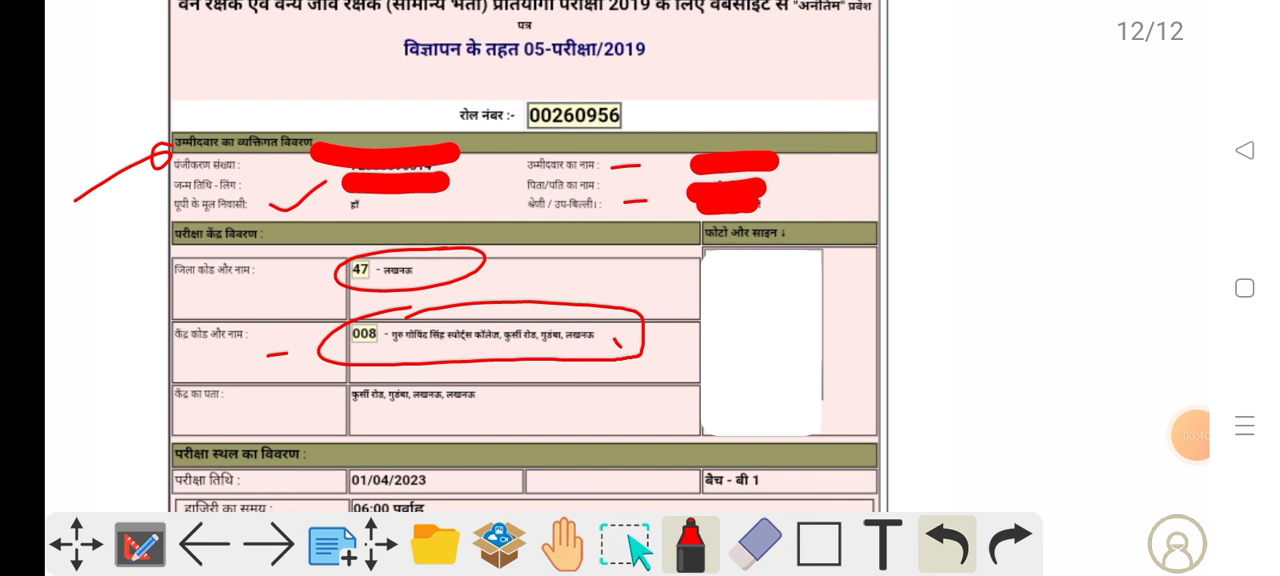 वन रक्षक एवं वन्य जीव रक्षक (सामान्य भर्ती) प्रतियोगी परीक्षा 2019 के लिए वेबसाइट से "अनंतिम" प्रवेश
पत्र
विज्ञापन के तहत 05-परीक्षा/2019
12/12
रोल नंबर :- 00260956
उम्मीदवार का व्यक्तिगत विवरण
पंजीकरण संख्या : उम्मीदवार का नाम :
जन्म तिथि - लिंग : पिता/पति का नाम :
यूपी के मूल निवासी: हाँ श्रेणी / उप-बिल्ली। :
परीक्षा केंद्र विवरण : फोटो और साइन ↓
जिला कोड और नाम : 47 - लखनऊ
केंद्र कोड और नाम : 008 - गुरु गोविंद सिंह स्पोर्ट्स कॉलेज, कुर्सी रोड, गुडंबा, लखनऊ
केंद्र का पता : कुर्सी रोड, गुडंबा, लखनऊ, लखनऊ
03:40
परीक्षा स्थल का विवरण :
परीक्षा तिथि : 01/04/2023 बैच - बी 1
हाजिरी का समय : 06:00 पूर्वाह्न
T